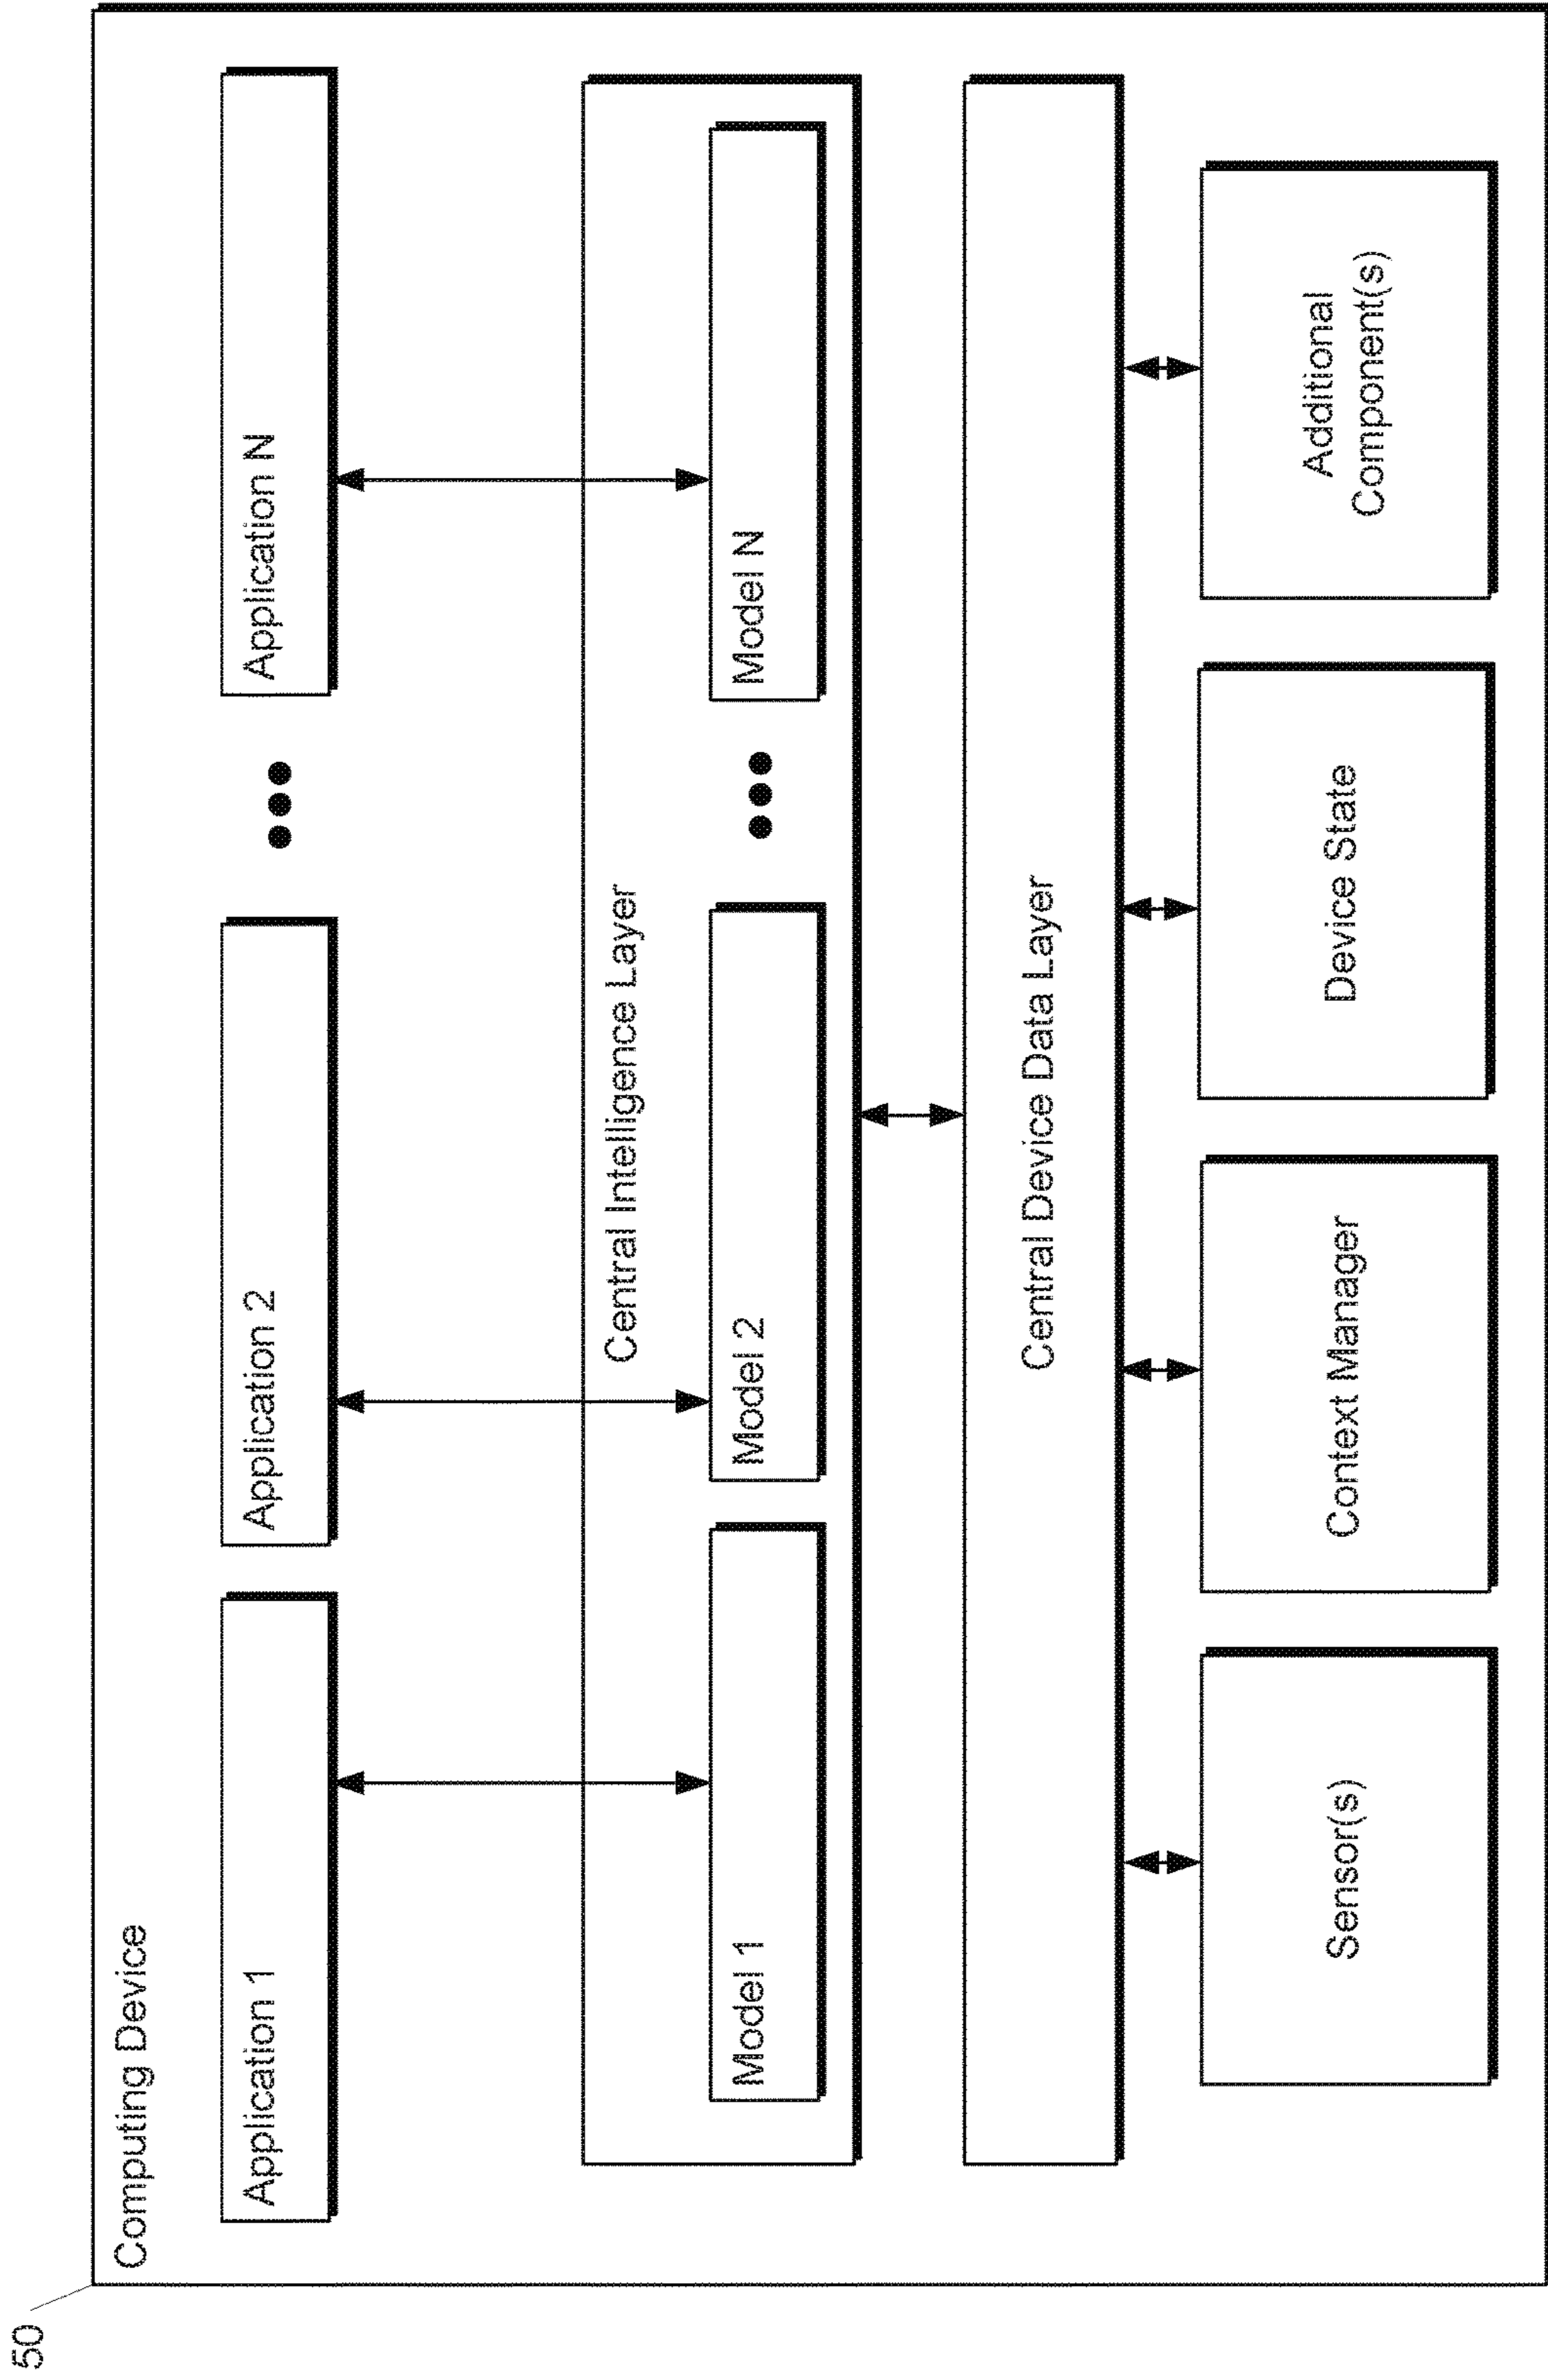 50
Computing Device
Application 1
Application 2
Application N
Central Intelligence Layer
Model 1
Model 2
Model N
Central Device Data Layer
Sensor(s)
Context Manager
Device State
Additional
Component(s)